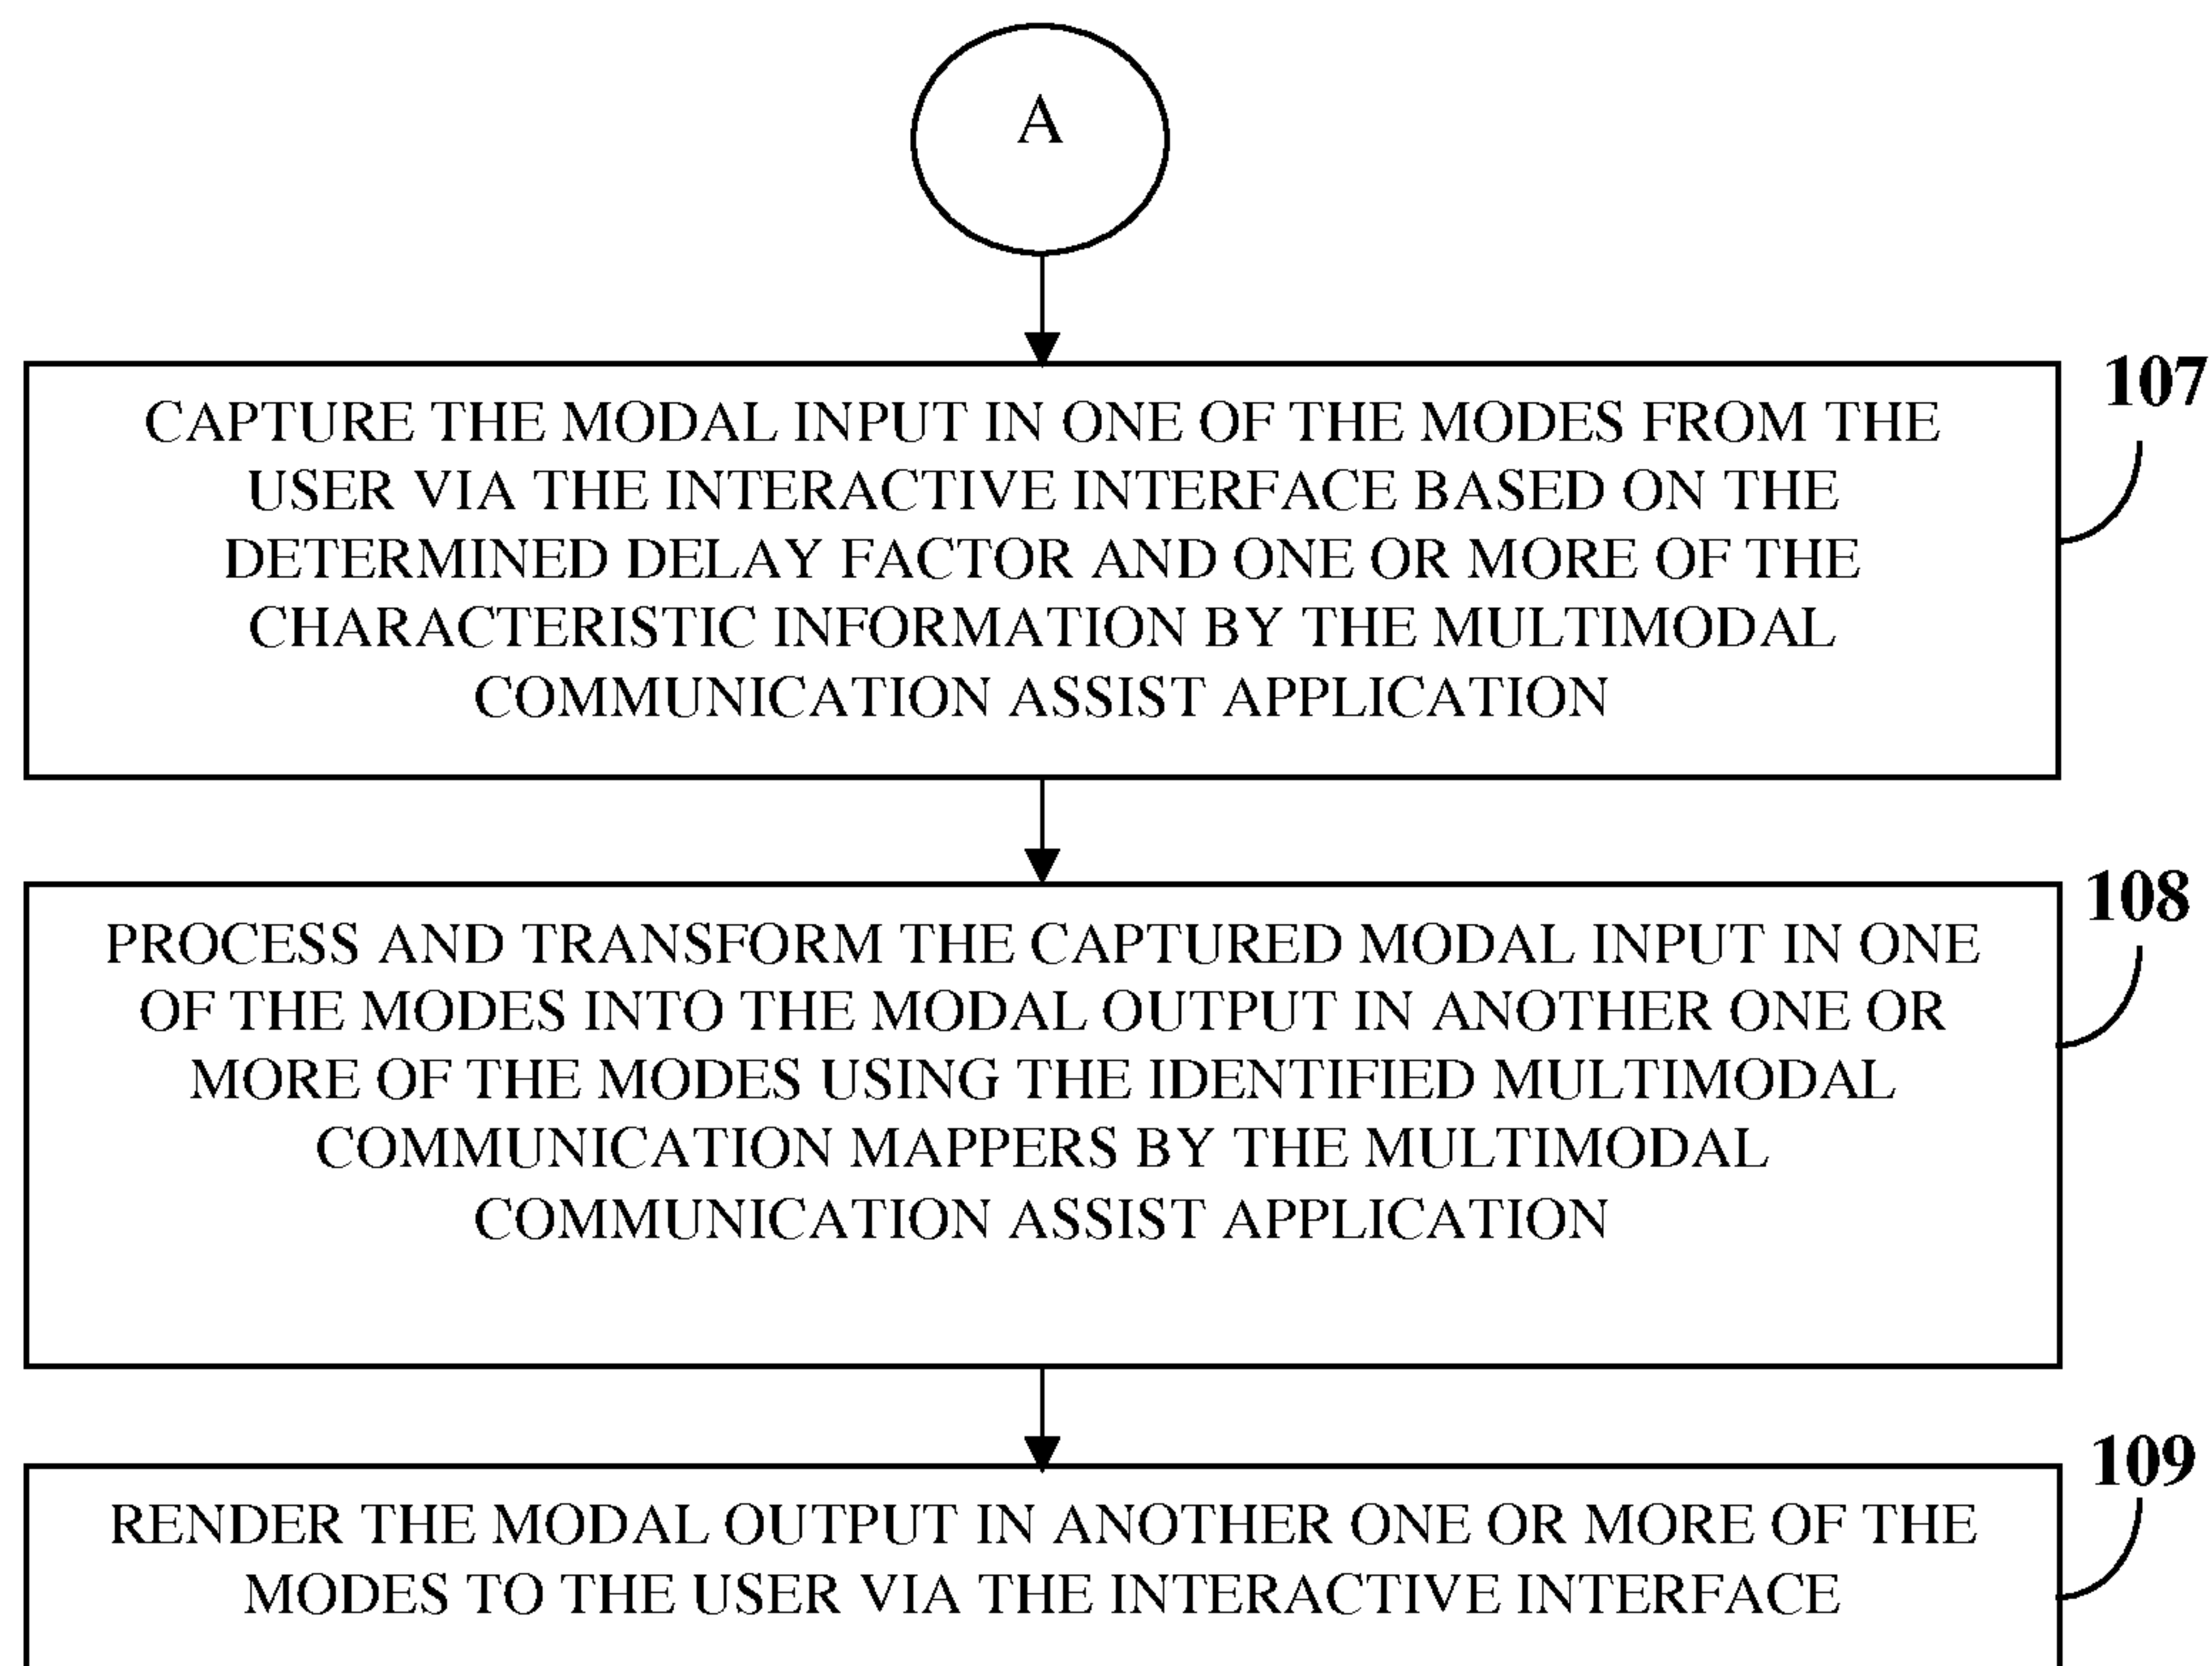 A
107
CAPTURE THE MODAL INPUT IN ONE OF THE MODES FROM THE
USER VIA THE INTERACTIVE INTERFACE BASED ON THE
DETERMINED DELAY FACTOR AND ONE OR MORE OF THE
CHARACTERISTIC INFORMATION BY THE MULTIMODAL
COMMUNICATION ASSIST APPLICATION
108
PROCESS AND TRANSFORM THE CAPTURED MODAL INPUT IN ONE
OF THE MODES INTO THE MODAL OUTPUT IN ANOTHER ONE OR
MORE OF THE MODES USING THE IDENTIFIED MULTIMODAL
COMMUNICATION MAPPERS BY THE MULTIMODAL
COMMUNICATION ASSIST APPLICATION
109
RENDER THE MODAL OUTPUT IN ANOTHER ONE OR MORE OF THE
MODES TO THE USER VIA THE INTERACTIVE INTERFACE